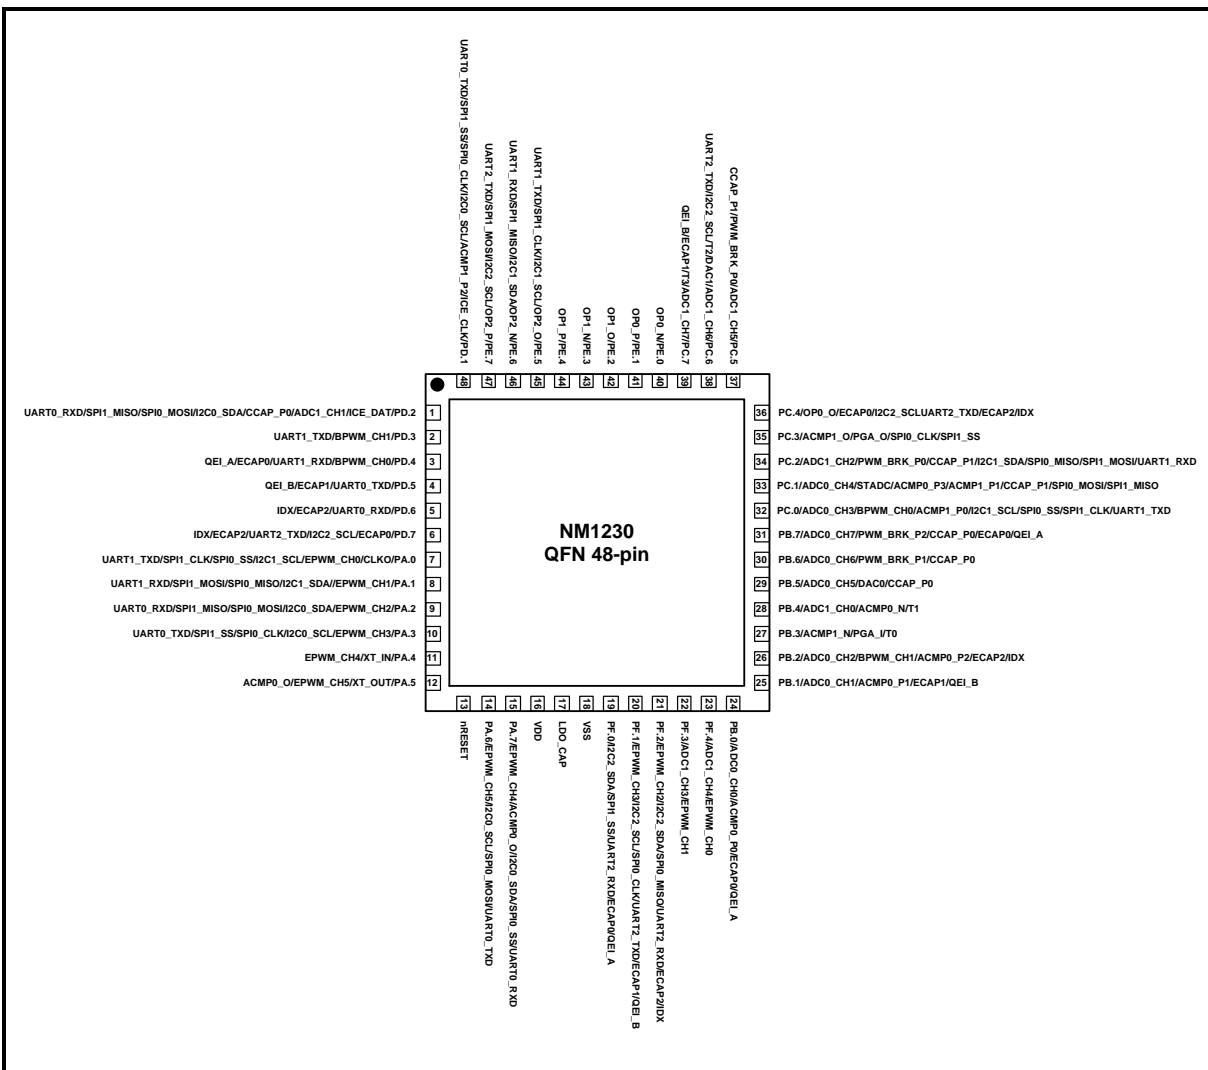 UART0_TXD/SPI1_SS/SPI0_CLK/I2C0_SCL/ACMP1_P2/ICE_CLK/PD.1
UART2_TXD/SPI1_MOSI/I2C2_SCL/OP2_P/PE.7
UART1_RXD/SPI1_MISO/I2C1_SDA/OP2_N/PE.6
UART1_TXD/SPI1_CLK/I2C1_SCL/OP2_O/PE.5
OP1_P/PE.4
OP1_N/PE.3
OP1_O/PE.2
OP0_P/PE.1
OP0_N/PE.0
QEI_B/ECAP1/T3/ADC1_CH7/PC.7
UART2_TXD/I2C2_SCL/T2/DAC1/ADC1_CH6/PC.6
CCAP_P1/PWM_BRK_P0/ADC1_CH5/PC.5
48 47 46 45 44 43 42 41 40 39 38 37
UART0_RXD/SPI1_MISO/SPI0_MOSI/I2C0_SDA/CCAP_P0/ADC1_CH1/ICE_DAT/PD.2 1
UART1_TXD/BPWM_CH1/PD.3 2
QEI_A/ECAP0/UART1_RXD/BPWM_CH0/PD.4 3
QEI_B/ECAP1/UART0_TXD/PD.5 4
IDX/ECAP2/UART0_RXD/PD.6 5
IDX/ECAP2/UART2_TXD/I2C2_SCL/ECAP0/PD.7 6
UART1_TXD/SPI1_CLK/SPI0_SS/I2C1_SCL/EPWM_CH0/CLKO/PA.0 7
UART1_RXD/SPI1_MOSI/SPI0_MISO/I2C1_SDA//EPWM_CH1/PA.1 8
UART0_RXD/SPI1_MISO/SPI0_MOSI/I2C0_SDA/EPWM_CH2/PA.2 9
UART0_TXD/SPI1_SS/SPI0_CLK/I2C0_SCL/EPWM_CH3/PA.3 10
EPWM_CH4/XT_IN/PA.4 11
ACMP0_O/EPWM_CH5/XT_OUT/PA.5 12
NM1230
QFN 48-pin
36 PC.4/OP0_O/ECAP0/I2C2_SCLUART2_TXD/ECAP2/IDX
35 PC.3/ACMP1_O/PGA_O/SPI0_CLK/SPI1_SS
34 PC.2/ADC1_CH2/PWM_BRK_P0/CCAP_P1/I2C1_SDA/SPI0_MISO/SPI1_MOSI/UART1_RXD
33 PC.1/ADC0_CH4/STADC/ACMP0_P3/ACMP1_P1/CCAP_P1/SPI0_MOSI/SPI1_MISO
32 PC.0/ADC0_CH3/BPWM_CH0/ACMP1_P0/I2C1_SCL/SPI0_SS/SPI1_CLK/UART1_TXD
31 PB.7/ADC0_CH7/PWM_BRK_P2/CCAP_P0/ECAP0/QEI_A
30 PB.6/ADC0_CH6/PWM_BRK_P1/CCAP_P0
29 PB.5/ADC0_CH5/DAC0/CCAP_P0
28 PB.4/ADC1_CH0/ACMP0_N/T1
27 PB.3/ACMP1_N/PGA_I/T0
26 PB.2/ADC0_CH2/BPWM_CH1/ACMP0_P2/ECAP2/IDX
25 PB.1/ADC0_CH1/ACMP0_P1/ECAP1/QEI_B
13 14 15 16 17 18 19 20 21 22 23 24
nRESET
PA.6/EPWM_CH5/I2C0_SCL/SPI0_MOSI/UART0_TXD
PA.7/EPWM_CH4/ACMP0_O/I2C0_SDA/SPI0_SS/UART0_RXD
VDD
LDO_CAP
VSS
PF.0/I2C2_SDA/SPI1_SS/UART2_RXD/ECAP0/QEI_A
PF.1/EPWM_CH3/I2C2_SCL/SPI0_CLK/UART2_TXD/ECAP1/QEI_B
PF.2/EPWM_CH2/I2C2_SDA/SPI0_MISO/UART2_RXD/ECAP2/IDX
PF.3/ADC1_CH3/EPWM_CH1
PF.4/ADC1_CH4/EPWM_CH0
PB.0/ADC0_CH0/ACMP0_P0/ECAP0/QEI_A